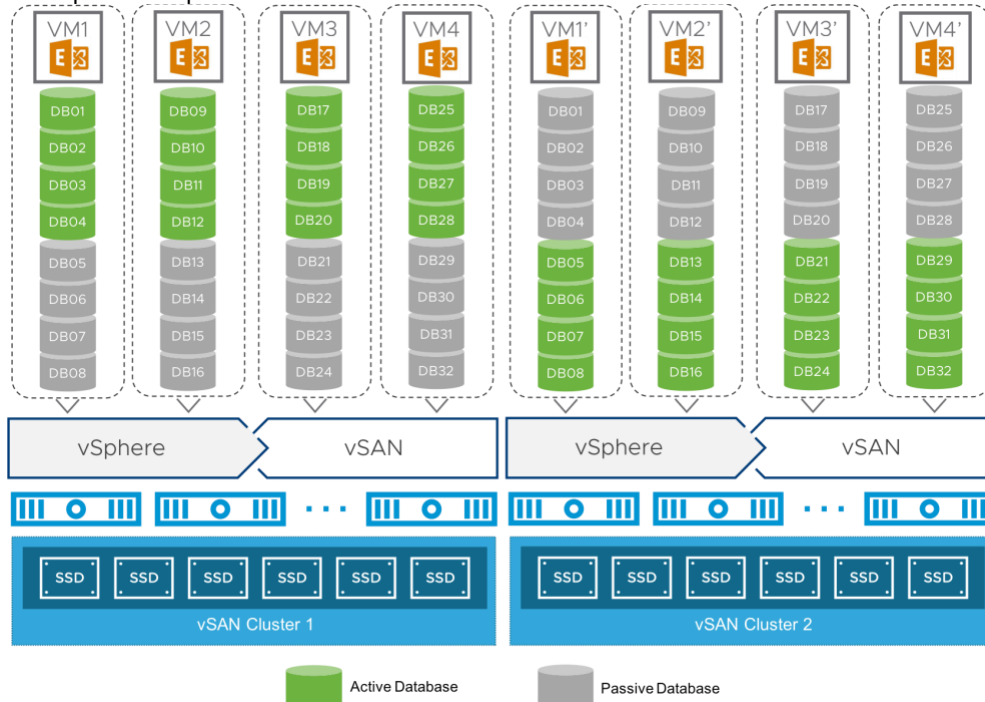 VM1 VM2 VM3 VM4 VM1’ VM2’ VM3’ VM4’
E E E E E E E E
DB01 DB09 DB17 DB25 DB01 DB09 DB17 DB25
DB02 DB10 DB18 DB26 DB02 DB10 DB18 DB26
DB03 DB11 DB19 DB27 DB03 DB11 DB19 DB27
DB04 DB12 DB20 DB28 DB04 DB12 DB20 DB28
DB05 DB13 DB21 DB29 DB05 DB13 DB21 DB29
DB06 DB14 DB22 DB30 DB06 DB14 DB22 DB30
DB07 DB15 DB23 DB31 DB07 DB15 DB23 DB31
DB08 DB16 DB24 DB32 DB08 DB16 DB24 DB32
vSphere vSAN vSphere vSAN
SSD SSD SSD SSD SSD SSD SSD SSD SSD SSD SSD SSD
vSAN Cluster 1 vSAN Cluster 2
Active Database Passive Database